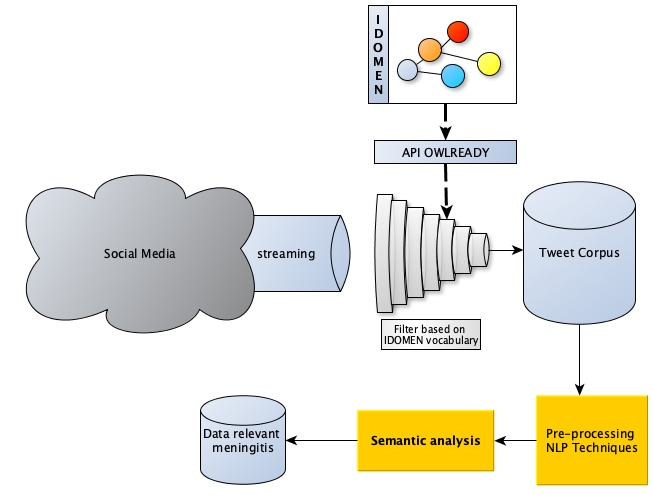 IDOMEN
API OWLREADY
Social Media
streaming
Filter based on
IDOMEN vocabulary
Tweet Corpus
Pre-processing
NLP Techniques
Semantic analysis
Data relevant
meningitis